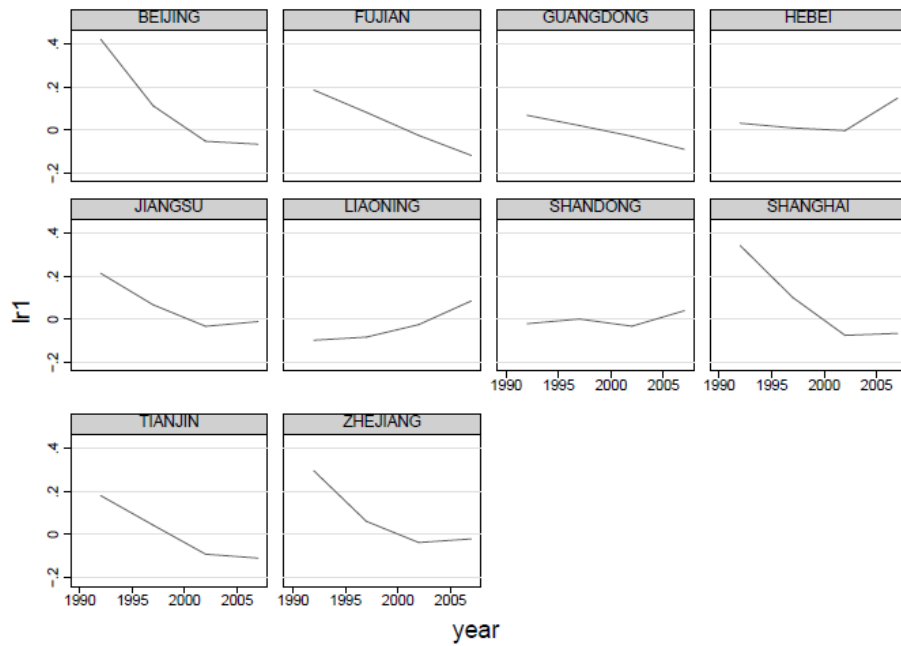 BEIJING FUJIAN GUANGDONG HEBEI
.4
.2
0
-.2
JIANGSU LIAONING SHANDONG SHANGHAI
.4
.2
0
-.2
1990 1995 2000 2005 1990 1995 2000 2005
TIANJIN ZHEJIANG
.4
.2
0
-.2
1990 1995 2000 2005 1990 1995 2000 2005
lr1
year